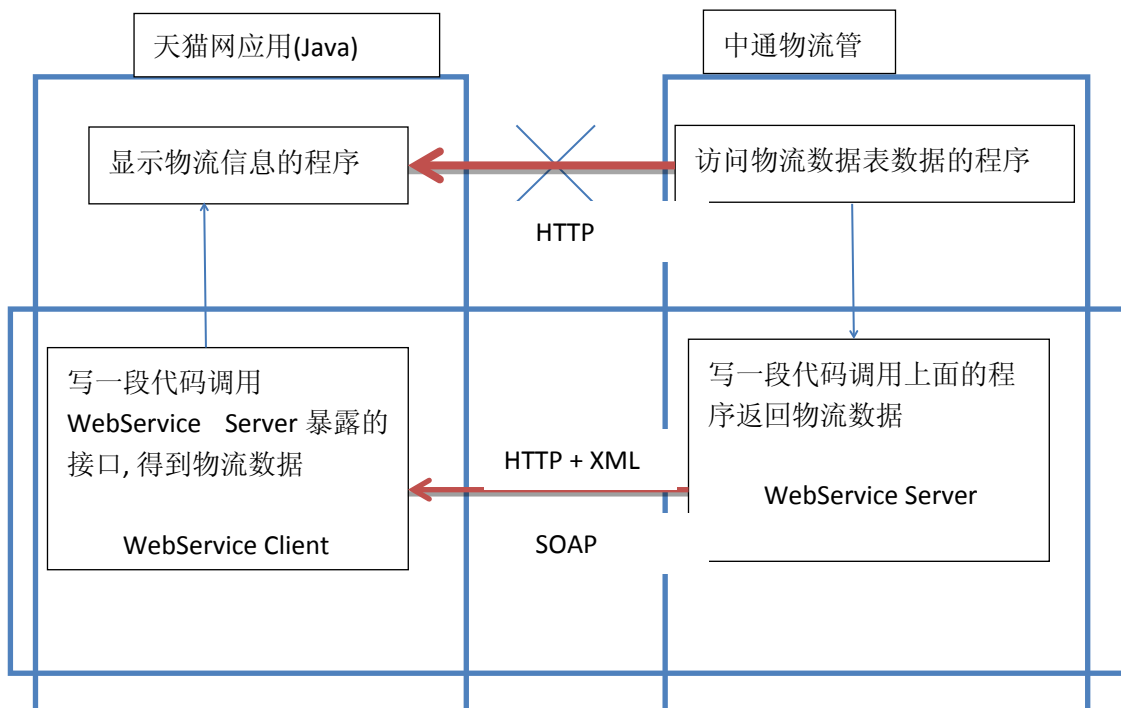 天猫网应用(Java)
中通物流管
显示物流信息的程序
访问物流数据表数据的程序
HTTP
写一段代码调用
WebService Server 暴露的
接口, 得到物流数据
WebService Client
HTTP + XML
SOAP
写一段代码调用上面的程
序返回物流数据
WebService Server